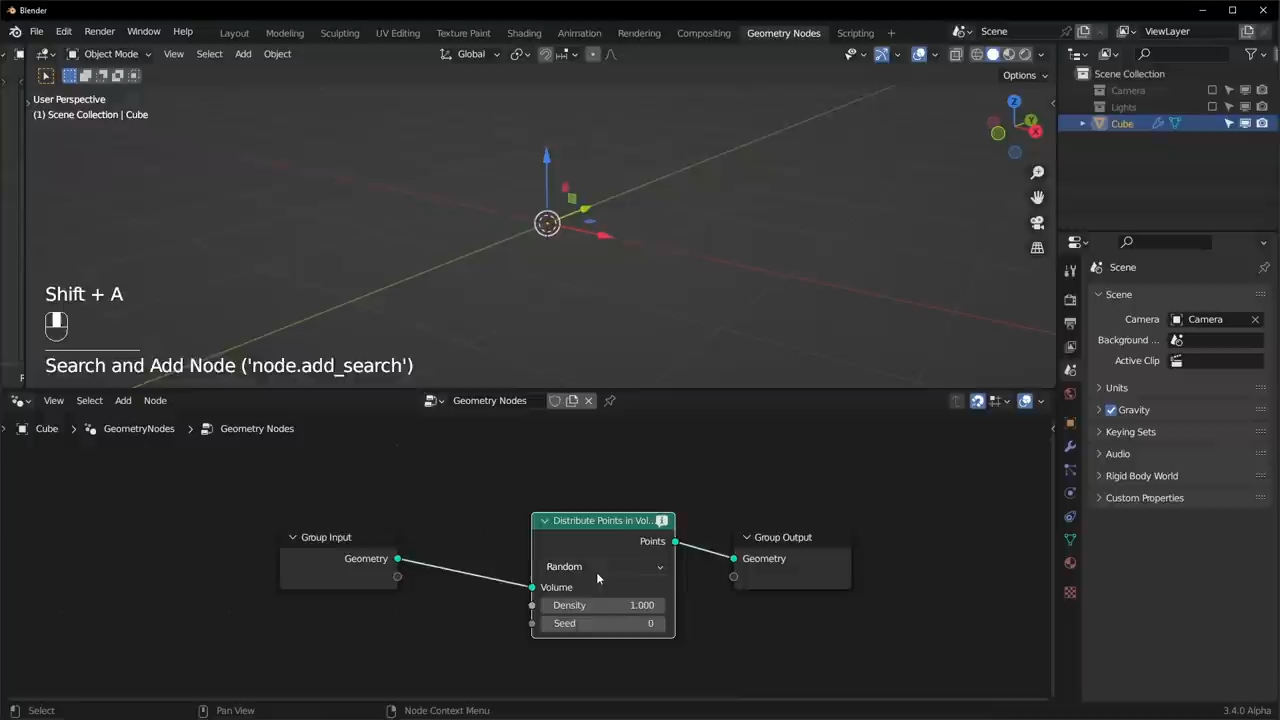 Blender
File Edit Render Window Help Layout Modeling Sculpting UV Editing Texture Paint Shading Animation Rendering Compositing Geometry Nodes Scripting + Scene ViewLayer
Object Mode View Select Add Object Global
Options
User Perspective
(1) Scene Collection | Cube
Z
Y
X
Shift + A
Search and Add Node ('node.add_search')
Scene Collection
Camera
Lights
Cube
Scene
Scene
Camera Camera
Background ...
Active Clip
Units
Gravity
Keying Sets
Audio
Rigid Body World
Custom Properties
View Select Add Node Geometry Nodes
Cube > GeometryNodes > Geometry Nodes
Group Input
Geometry
Distribute Points in Vol...
Points
Random
Volume
Density 1.000
Seed 0
Group Output
Geometry
Select Pan View Node Context Menu 3.4.0 Alpha